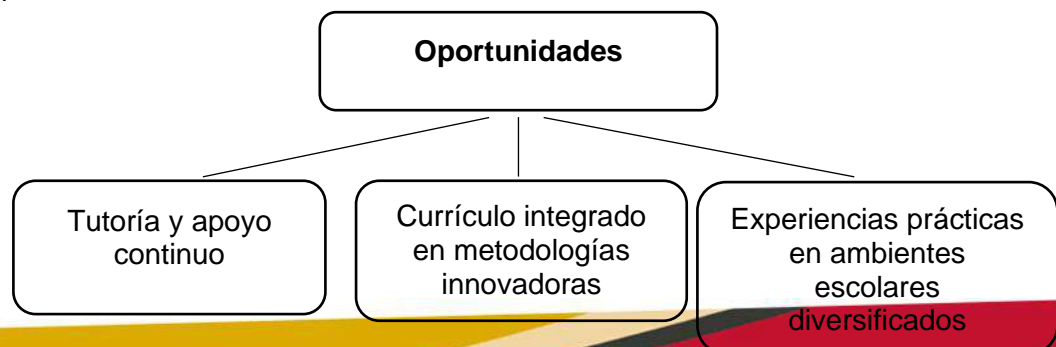 Oportunidades
Tutoría y apoyo
continuo
Currículo integrado
en metodologías
innovadoras
Experiencias prácticas
en ambientes
escolares
diversificados